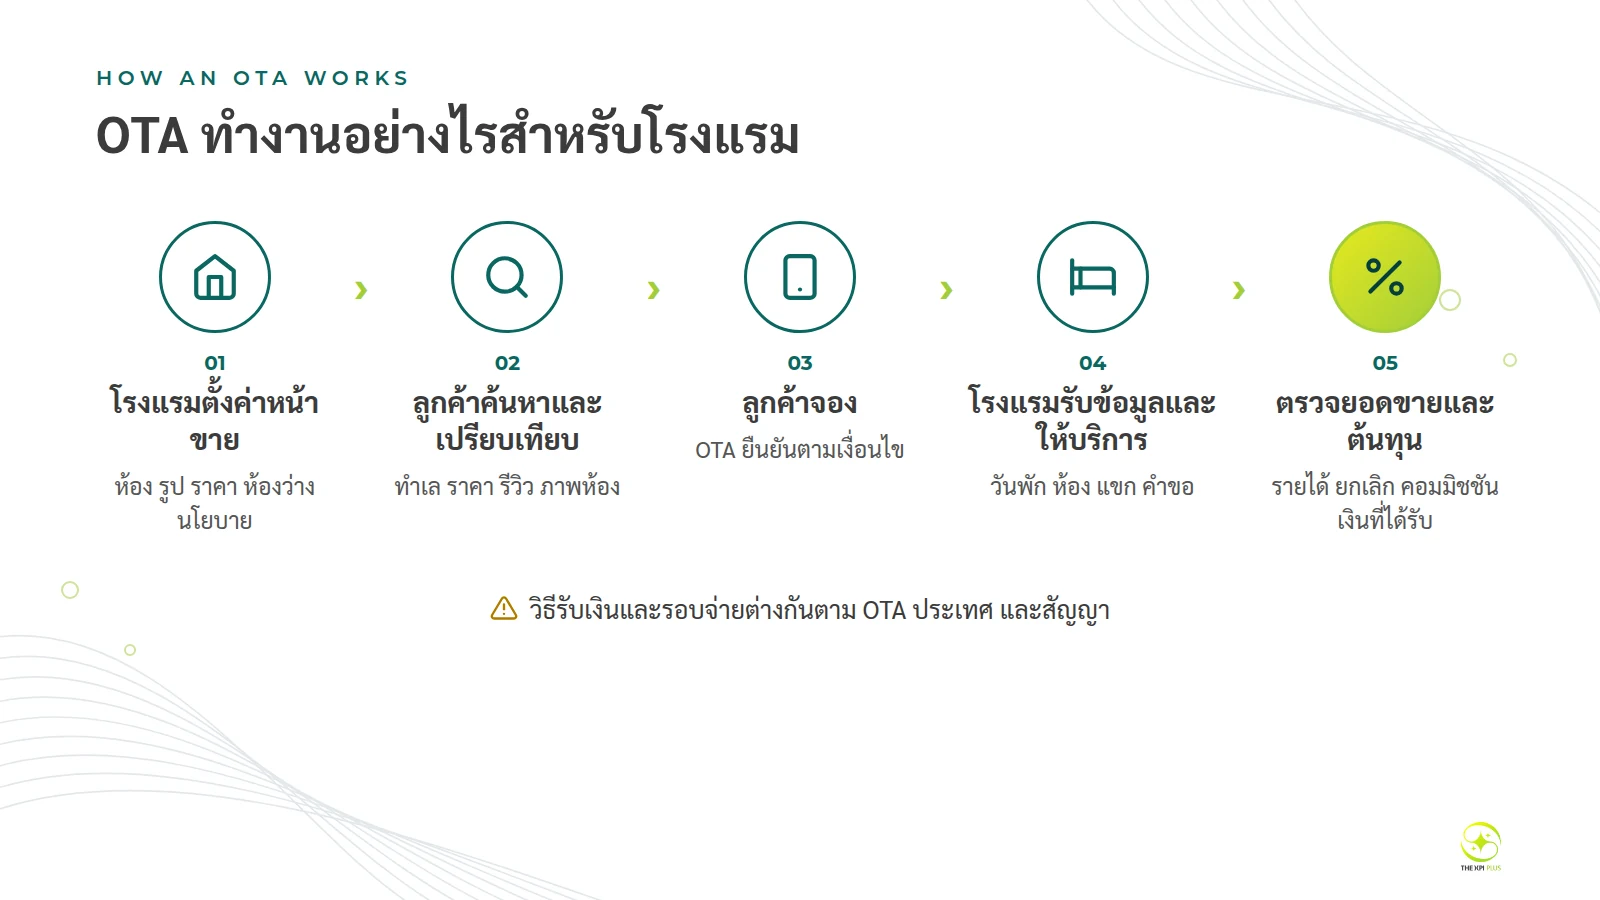 HOW AN OTA WORKS
OTA ทำงานอย่างไรสำหรับโรงแรม
01
โรงแรมตั้งค่าหน้า
ขาย
ห้อง รูป ราคา ห้องว่าง
นโยบาย
02
ลูกค้าค้นหาและ
เปรียบเทียบ
ทำเล ราคา รีวิว ภาพห้อง
03
ลูกค้าจอง
OTA ยืนยันตามเงื่อนไข
04
โรงแรมรับข้อมูลและ
ให้บริการ
วันพัก ห้อง แขก คำขอ
05
ตรวจยอดขายและ
ต้นทุน
รายได้ ยกเลิก คอมมิชชัน
เงินที่ได้รับ
วิธีรับเงินและรอบจ่ายต่างกันตาม OTA ประเทศ และสัญญา
THE XPI PLUS